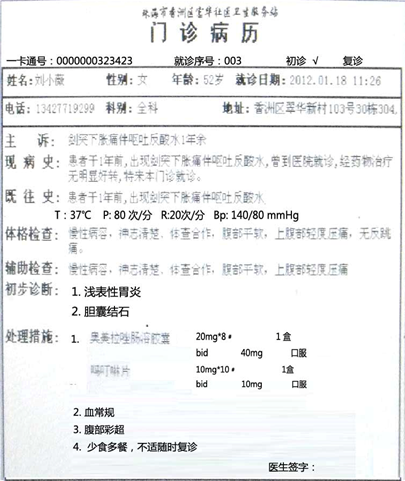 珠海市香洲区富华社区卫生服务站
门诊病历
一卡通号：0000000323423 就诊序号：003 初诊 √ 复诊
姓名：刘小薇 性别：女 年龄：52岁 就诊日期：2012.01.18 11:26
电话：13427719299 科别：全科 地址：香洲区翠华新村103号30栋304.
主 诉：剑突下胀痛伴呕吐反酸水1年余
现 病 史：患者于1年前,出现剑突下胀痛伴呕吐反酸水,曾到医院就诊,经药物治疗
无明显好转,特来本门诊就诊。
既 往 史：患者于1年前,出现剑突下胀痛伴呕吐反酸水
T：37℃ P: 80 次/分 R:20次/分 Bp: 140/80 mmHg
体格检查：慢性病容，神志清楚、体查合作，腹部平软，上腹部轻度压痛，无反跳
痛。
辅助检查：慢性病容，神志清楚、体查合作，腹部平软，上腹部轻度压痛
初步诊断：1. 浅表性胃炎
2. 胆囊结石
处理措施：1. 奥美拉唑肠溶胶囊 20mg*8# 1盒
bid 40mg 口服
吗丁啉片 10mg*10# 1盒
bid 10mg 口服
2. 血常规
3. 腹部彩超
4. 少食多餐，不适随时复诊
医生签字：